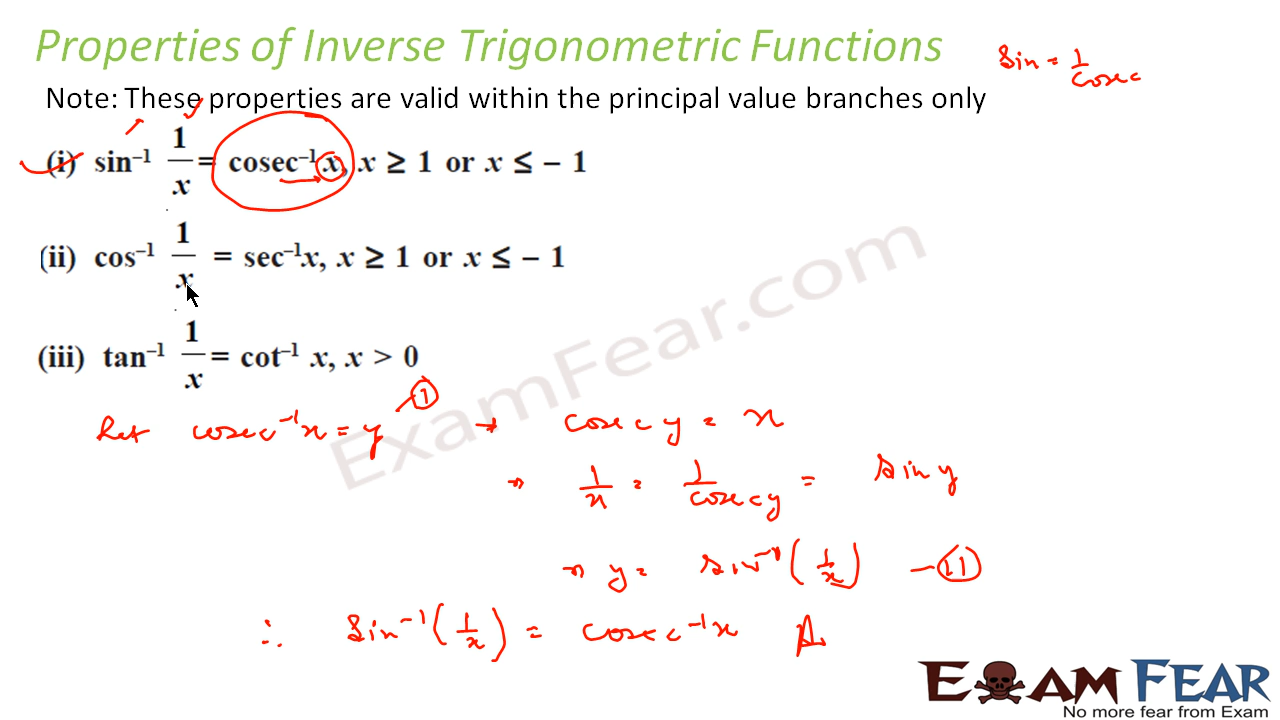 Properties of Inverse Trigonometric Functions
Sin = 1/cosec
Note: These properties are valid within the principal value branches only
(i) sin⁻¹ 1/x = cosec⁻¹ x, x ≥ 1 or x ≤ – 1
(ii) cos⁻¹ 1/x = sec⁻¹x, x ≥ 1 or x ≤ – 1
(iii) tan⁻¹ 1/x = cot⁻¹ x, x > 0
Let cosec⁻¹x = y — ① → cosec y = x
→ 1/x = 1/cosec y = sin y
→ y = sin⁻¹(1/x) — ⑪
∴ Sin⁻¹(1/x) = cosec⁻¹x
ExamFear.com
EXAM FEAR
No more fear from Exam